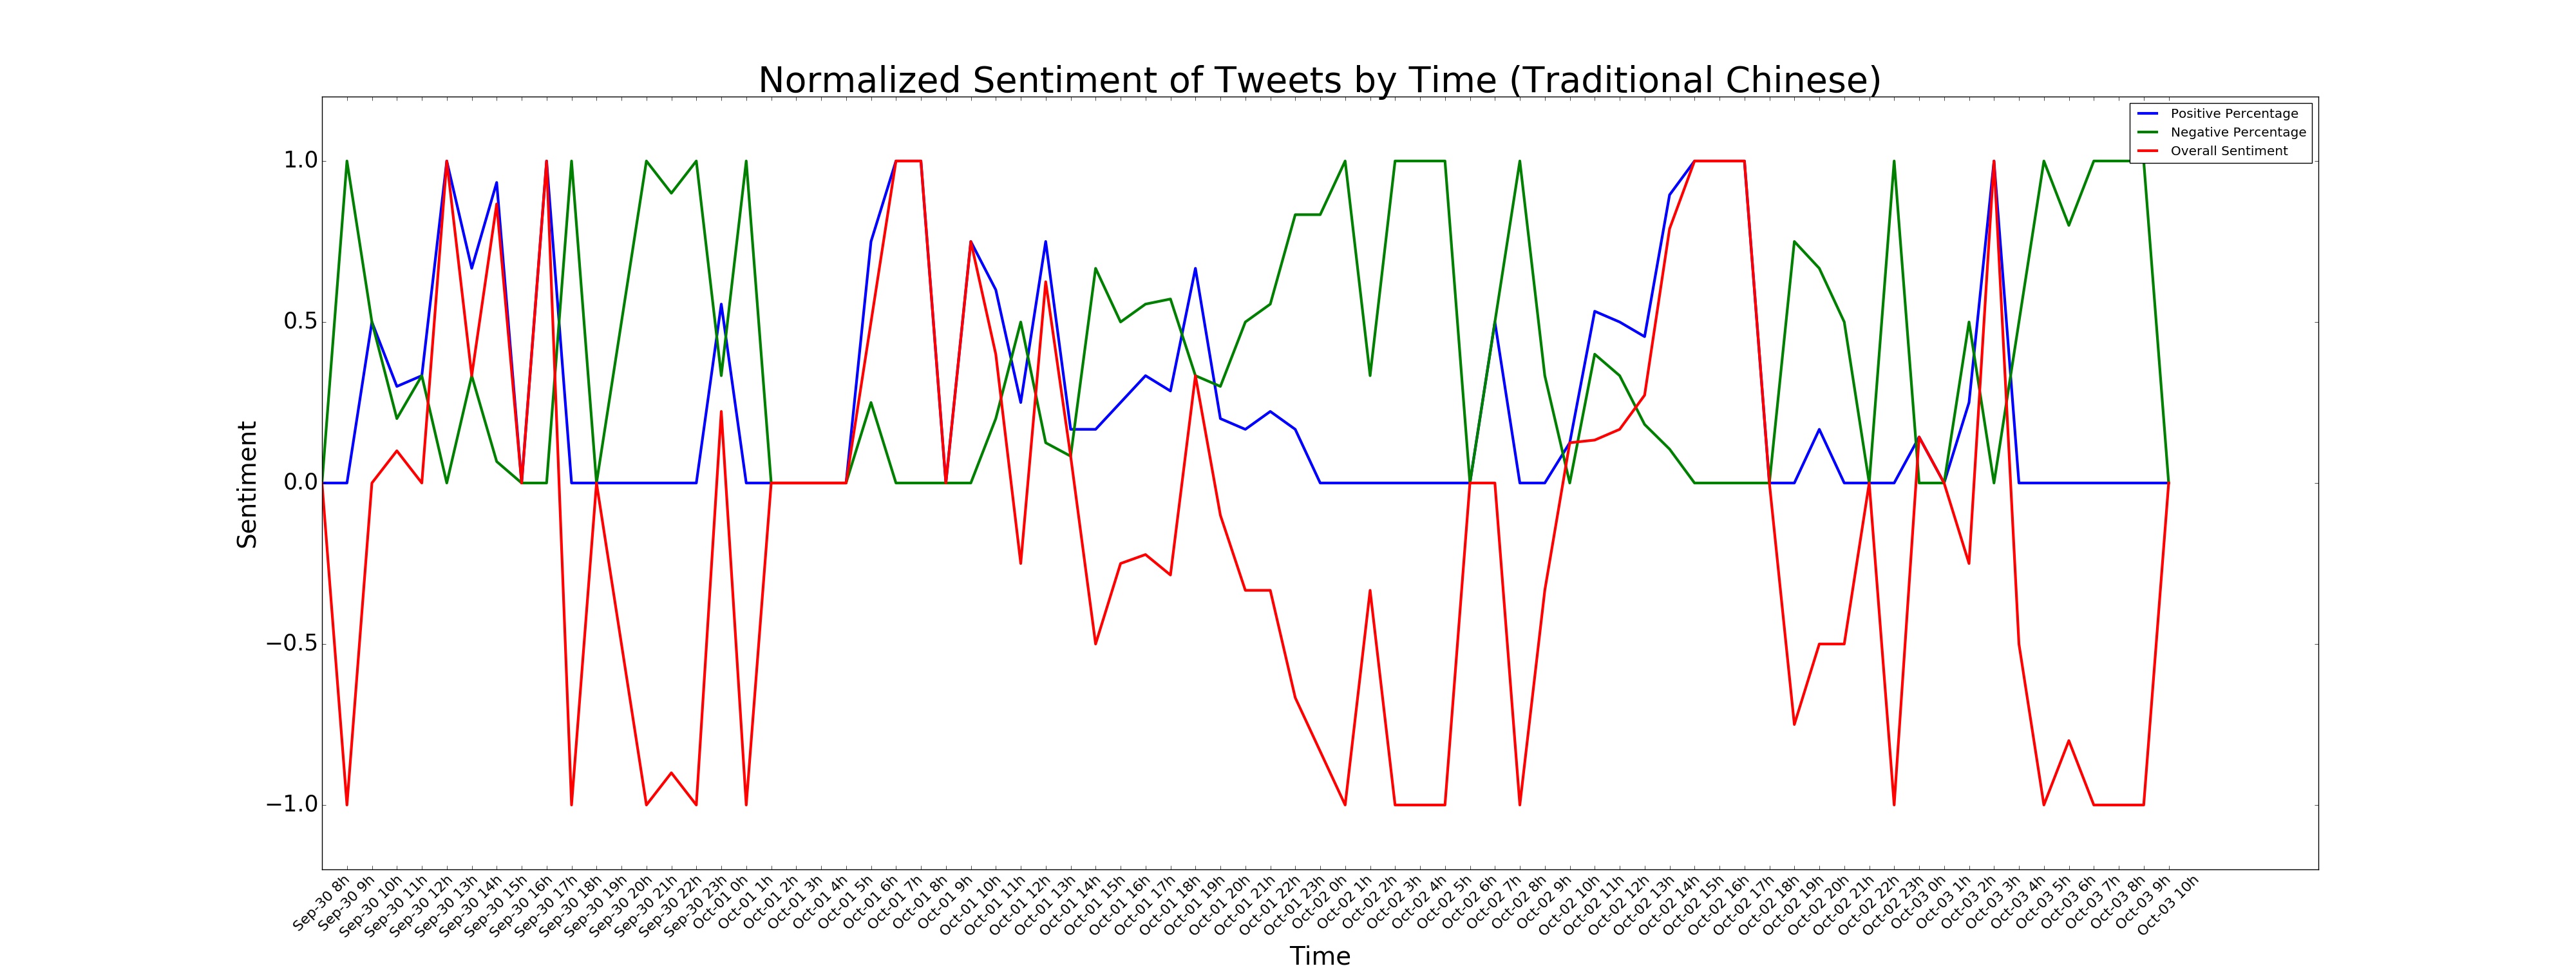 Normalized Sentiment of Tweets by Time (Traditional Chinese)
Positive Percentage
Negative Percentage
Overall Sentiment
1.0
0.5
0.0
−0.5
−1.0
Sentiment
Sep-30 8h
Sep-30 9h
Sep-30 10h
Sep-30 11h
Sep-30 12h
Sep-30 13h
Sep-30 14h
Sep-30 15h
Sep-30 16h
Sep-30 17h
Sep-30 18h
Sep-30 19h
Sep-30 20h
Sep-30 21h
Sep-30 22h
Sep-30 23h
Oct-01 0h
Oct-01 1h
Oct-01 2h
Oct-01 3h
Oct-01 4h
Oct-01 5h
Oct-01 6h
Oct-01 7h
Oct-01 8h
Oct-01 9h
Oct-01 10h
Oct-01 11h
Oct-01 12h
Oct-01 13h
Oct-01 14h
Oct-01 15h
Oct-01 16h
Oct-01 17h
Oct-01 18h
Oct-01 19h
Oct-01 20h
Oct-01 21h
Oct-01 22h
Oct-01 23h
Oct-02 0h
Oct-02 1h
Oct-02 2h
Oct-02 3h
Oct-02 4h
Oct-02 5h
Oct-02 6h
Oct-02 7h
Oct-02 8h
Oct-02 9h
Oct-02 10h
Oct-02 11h
Oct-02 12h
Oct-02 13h
Oct-02 14h
Oct-02 15h
Oct-02 16h
Oct-02 17h
Oct-02 18h
Oct-02 19h
Oct-02 20h
Oct-02 21h
Oct-02 22h
Oct-02 23h
Oct-03 0h
Oct-03 1h
Oct-03 2h
Oct-03 3h
Oct-03 4h
Oct-03 5h
Oct-03 6h
Oct-03 7h
Oct-03 8h
Oct-03 9h
Oct-03 10h
Time